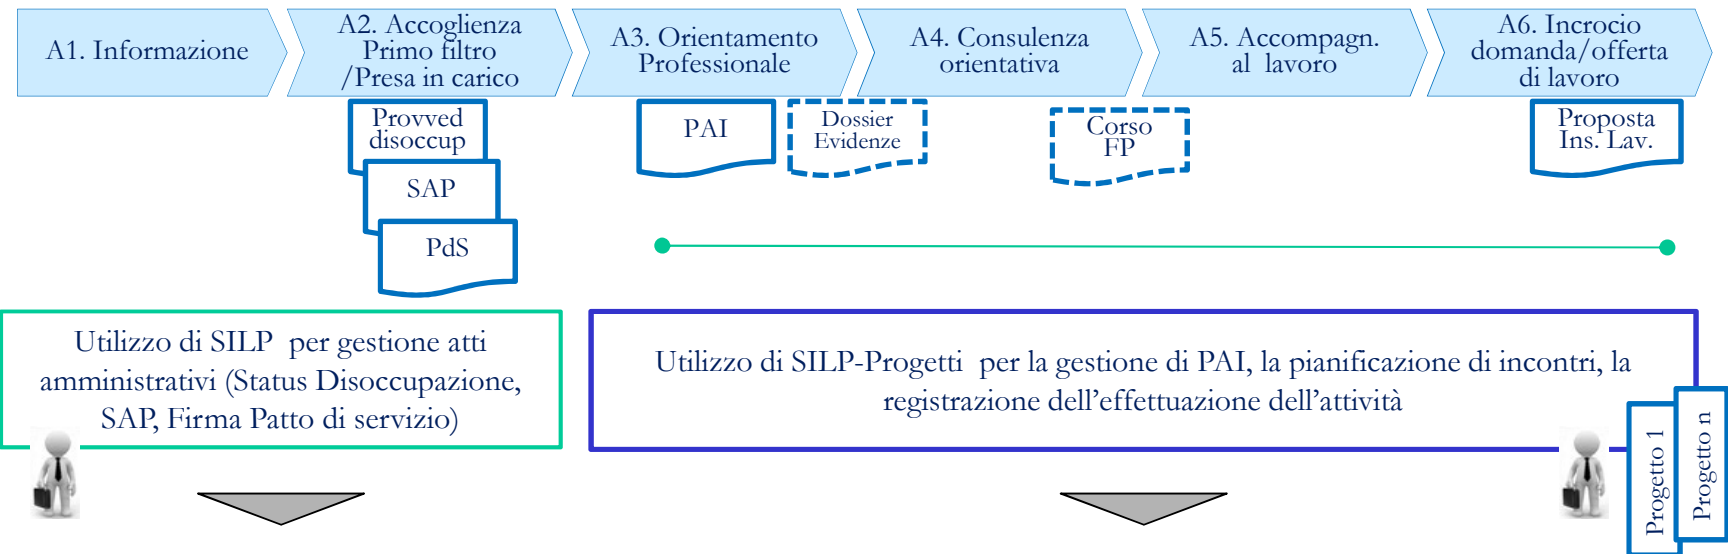 A1. Informazione
A2. Accoglienza
Primo filtro
/Presa in carico
A3. Orientamento
Professionale
A4. Consulenza
orientativa
A5. Accompagn.
al lavoro
A6. Incrocio
domanda/offerta
di lavoro
Provved
disoccup
SAP
PdS
PAI
Dossier
Evidenze
Corso
FP
Proposta
Ins. Lav.
Utilizzo di SILP per gestione atti
amministrativi (Status Disoccupazione,
SAP, Firma Patto di servizio)
Utilizzo di SILP-Progetti per la gestione di PAI, la pianificazione di incontri, la
registrazione dell'effettuazione dell'attività
Progetto 1
Progetto n